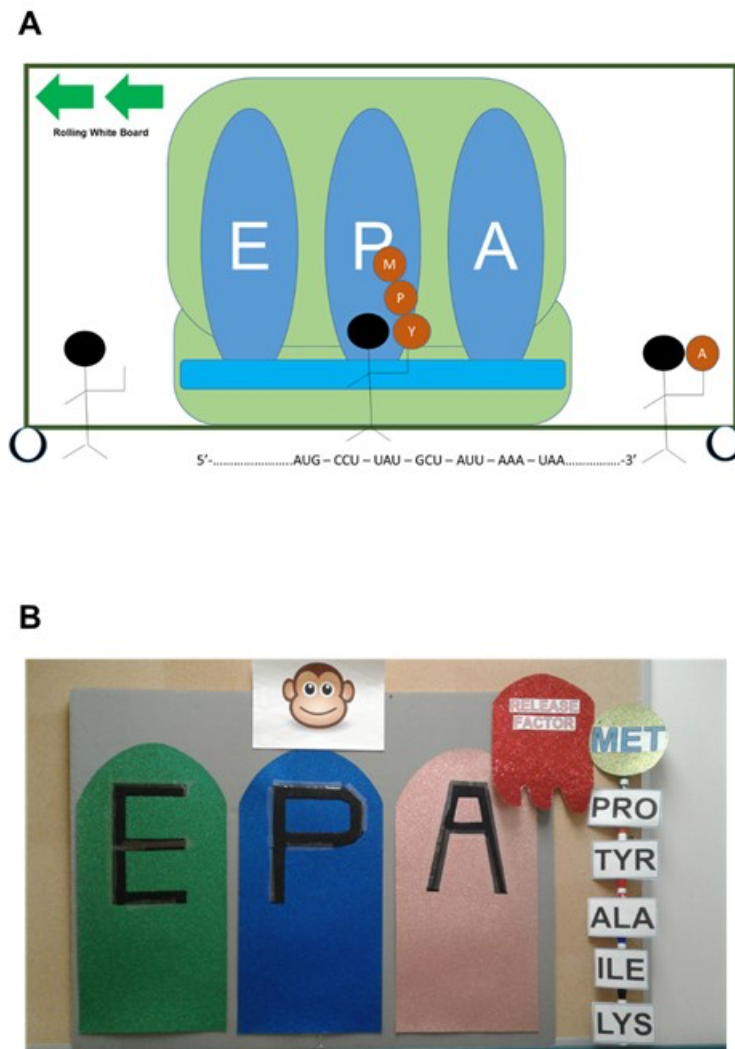 A
Rolling White Board
E P A
M
P
Y
A
5’-......................AUG – CCU – UAU – GCU – AUU – AAA – UAA................-3’
B
RELEASE
FACTOR
MET
E P A
PRO
TYR
ALA
ILE
LYS